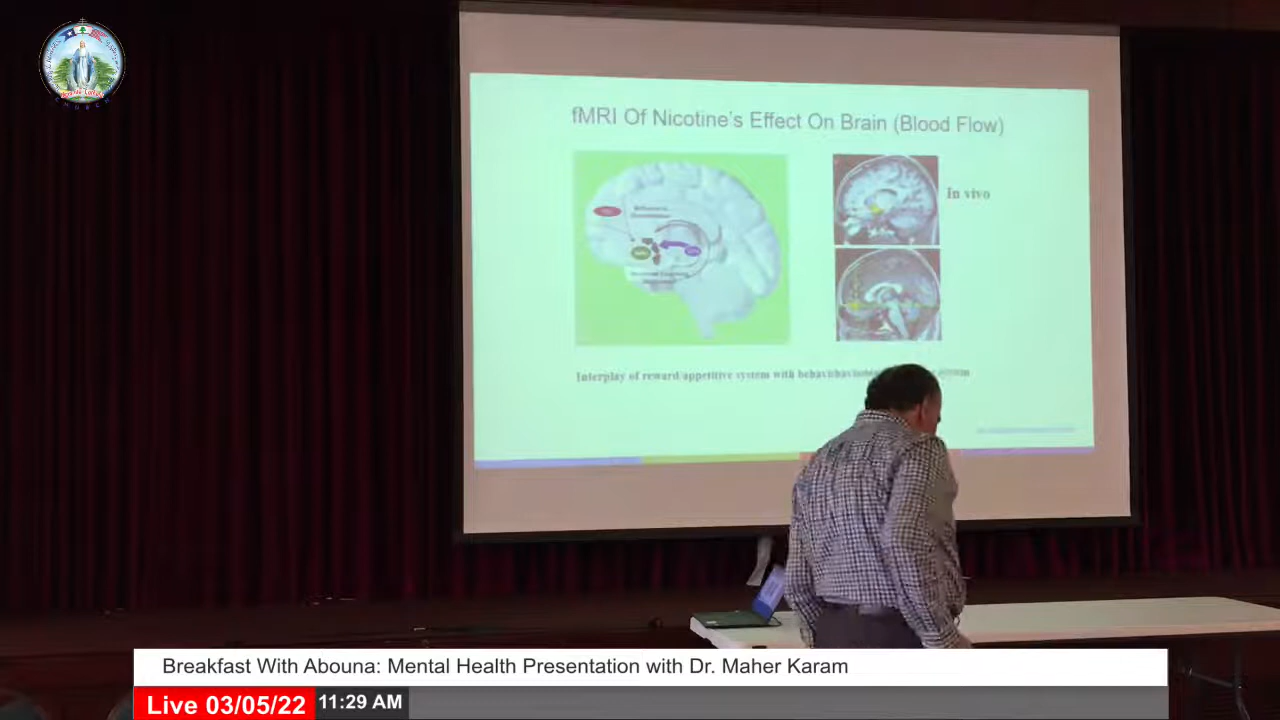 fMRI Of Nicotine's Effect On Brain (Blood Flow)
In vivo
Interplay of reward/appetitive system with
Breakfast With Abouna: Mental Health Presentation with Dr. Maher Karam
Live 03/05/22
11:29 AM